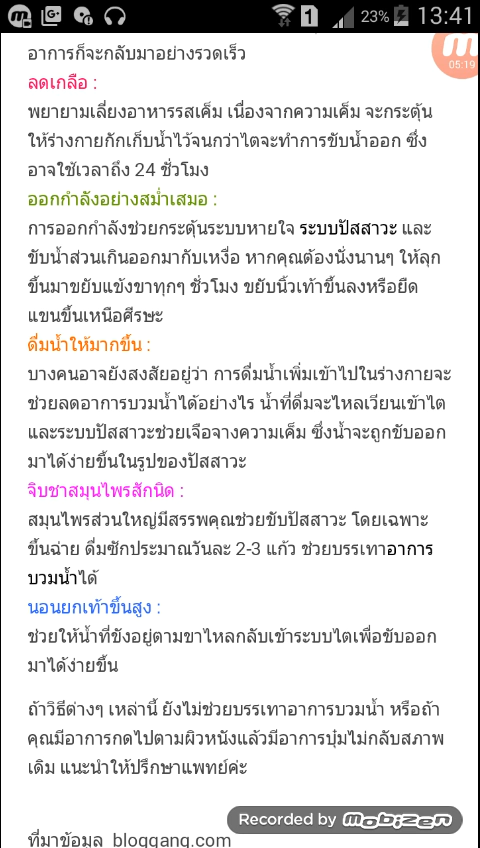 23% 13:41
05:19
อาการก็จะกลับมาอย่างรวดเร็ว
ลดเกลือ :
พยายามเลี่ยงอาหารรสเค็ม เนื่องจากความเค็ม จะกระตุ้น
ให้ร่างกายกักเก็บน้ำไว้จนกว่าไตจะทำการขับน้ำออก ซึ่ง
อาจใช้เวลาถึง 24 ชั่วโมง
ออกกำลังอย่างสม่ำเสมอ :
การออกกำลังช่วยกระตุ้นระบบหายใจ ระบบปัสสาวะ และ
ขับน้ำส่วนเกินออกมากับเหงื่อ หากคุณต้องนั่งนานๆ ให้ลุก
ขึ้นมาขยับแข้งขาทุกๆ ชั่วโมง ขยับนิ้วเท้าขึ้นลงหรือยืด
แขนขึ้นเหนือศีรษะ
ดื่มน้ำให้มากขึ้น :
บางคนอาจยังสงสัยอยู่ว่า การดื่มน้ำเพิ่มเข้าไปในร่างกายจะ
ช่วยลดอาการบวมน้ำได้อย่างไร น้ำที่ดื่มจะไหลเวียนเข้าไต
และระบบปัสสาวะช่วยเจือจางความเค็ม ซึ่งน้ำจะถูกขับออก
มาได้ง่ายขึ้นในรูปของปัสสาวะ
จิบชาสมุนไพรสักนิด :
สมุนไพรส่วนใหญ่มีสรรพคุณช่วยขับปัสสาวะ โดยเฉพาะ
ขึ้นฉ่าย ดื่มซักประมาณวันละ 2-3 แก้ว ช่วยบรรเทาอาการ
บวมน้ำได้
นอนยกเท้าขึ้นสูง :
ช่วยให้น้ำที่ขังอยู่ตามขาไหลกลับเข้าระบบไตเพื่อขับออก
มาได้ง่ายขึ้น
ถ้าวิธีต่างๆ เหล่านี้ ยังไม่ช่วยบรรเทาอาการบวมน้ำ หรือถ้า
คุณมีอาการกดไปตามผิวหนังแล้วมีอาการบุ๋มไม่กลับสภาพ
เดิม แนะนำให้ปรึกษาแพทย์ค่ะ
Recorded by Mobizen
ที่มาข้อมูล bloggang.com